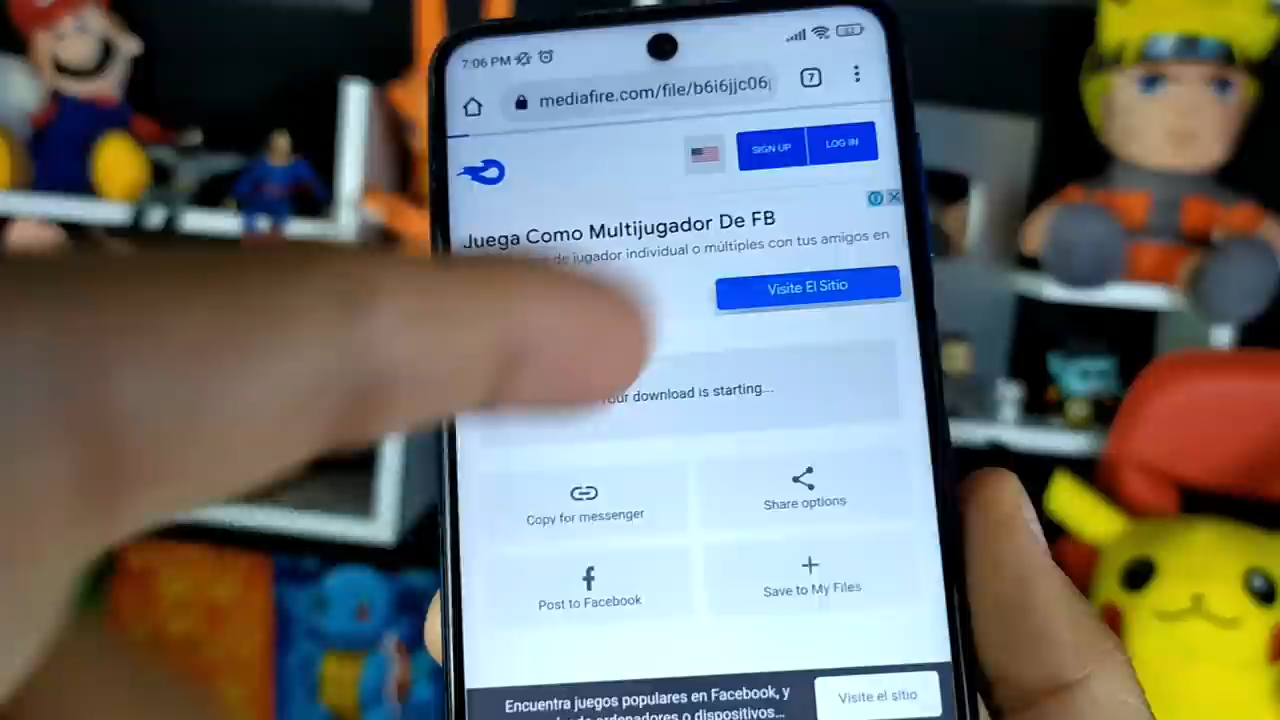 7:06 PM
mediafire.com/file/b6i6jjc06
7
SIGN UP
LOG IN
Juega Como Multijugador De FB
de jugador individual o múltiples con tus amigos en
Visite El Sitio
our download is starting...
Copy for messenger
Share options
Post to Facebook
Save to My Files
Encuentra juegos populares en Facebook, y
ordenadores o dispositivos...
Visite el sitio